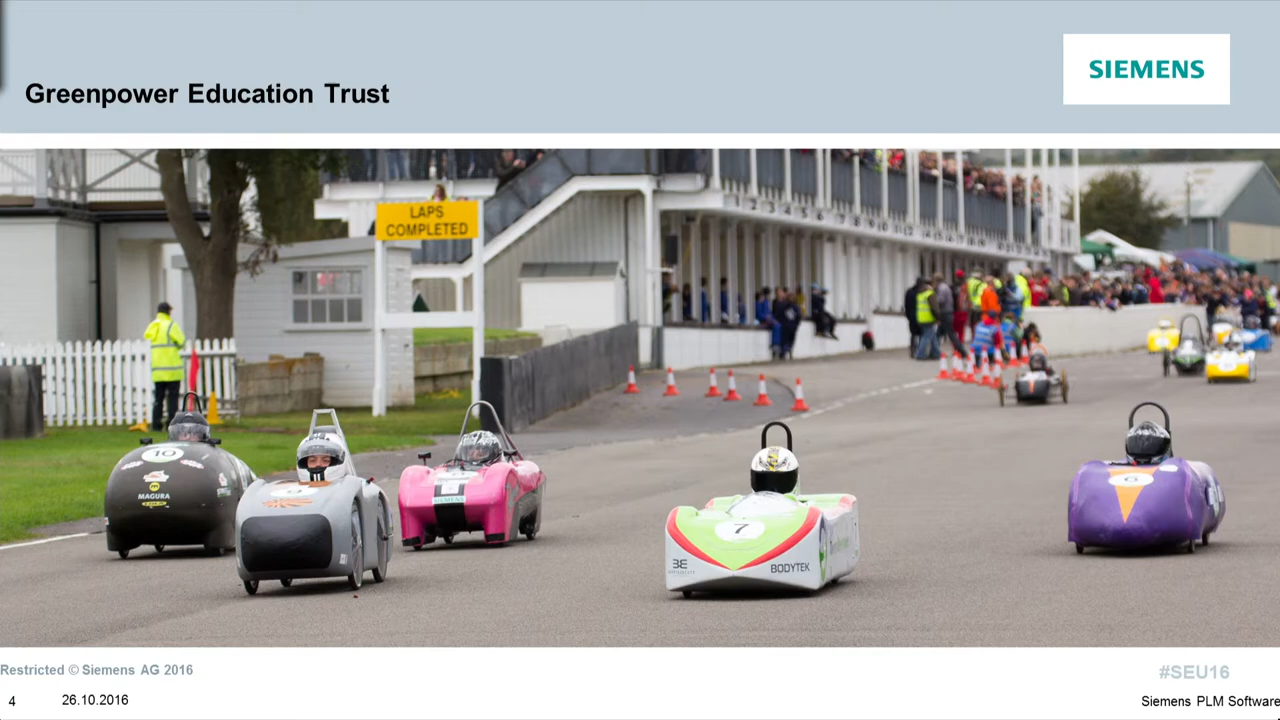 SIEMENS
Greenpower Education Trust
LAPS
COMPLETED
10
MAGURA
SIEMENS
7
3E
BODYTEK
6
Restricted © Siemens AG 2016
#SEU16
4
26.10.2016
Siemens PLM Software